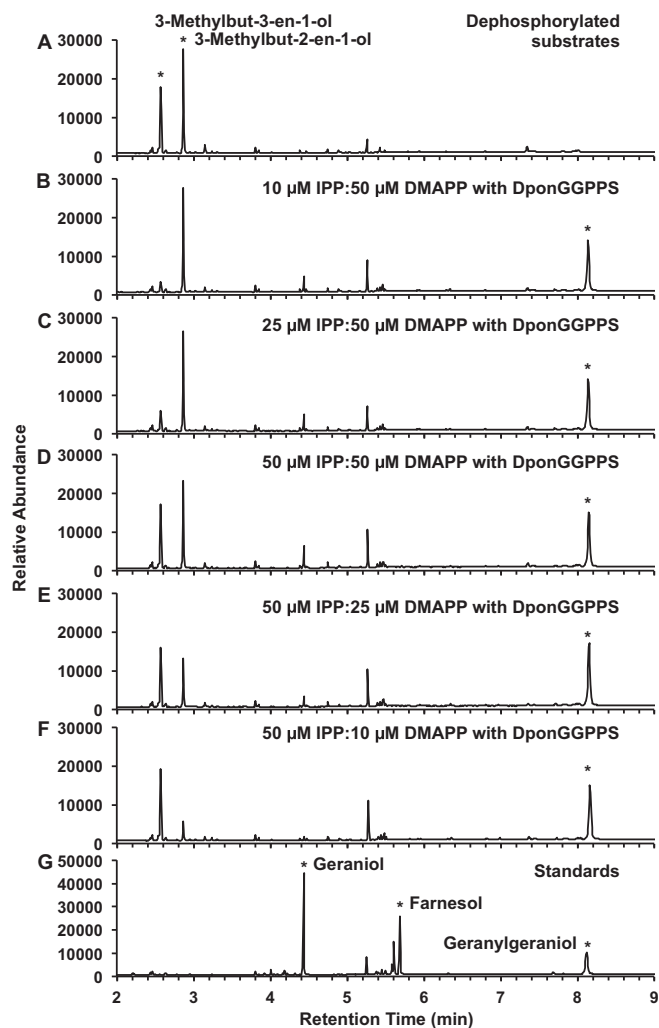 3-Methylbut-3-en-1-ol
* 3-Methylbut-2-en-1-ol
Dephosphorylated
substrates
A
30000
20000
10000
0
*
B
10 µM IPP:50 µM DMAPP with DponGGPPS
30000
20000
10000
0
*
C
25 µM IPP:50 µM DMAPP with DponGGPPS
30000
20000
10000
0
*
D
50 µM IPP:50 µM DMAPP with DponGGPPS
30000
20000
10000
0
*
E
50 µM IPP:25 µM DMAPP with DponGGPPS
30000
20000
10000
0
*
F
50 µM IPP:10 µM DMAPP with DponGGPPS
30000
20000
10000
0
*
G
50000
40000
30000
20000
10000
0
* Geraniol
* Farnesol
Geranylgeraniol *
Standards
2 3 4 5 6 7 8 9
Retention Time (min)
Relative Abundance